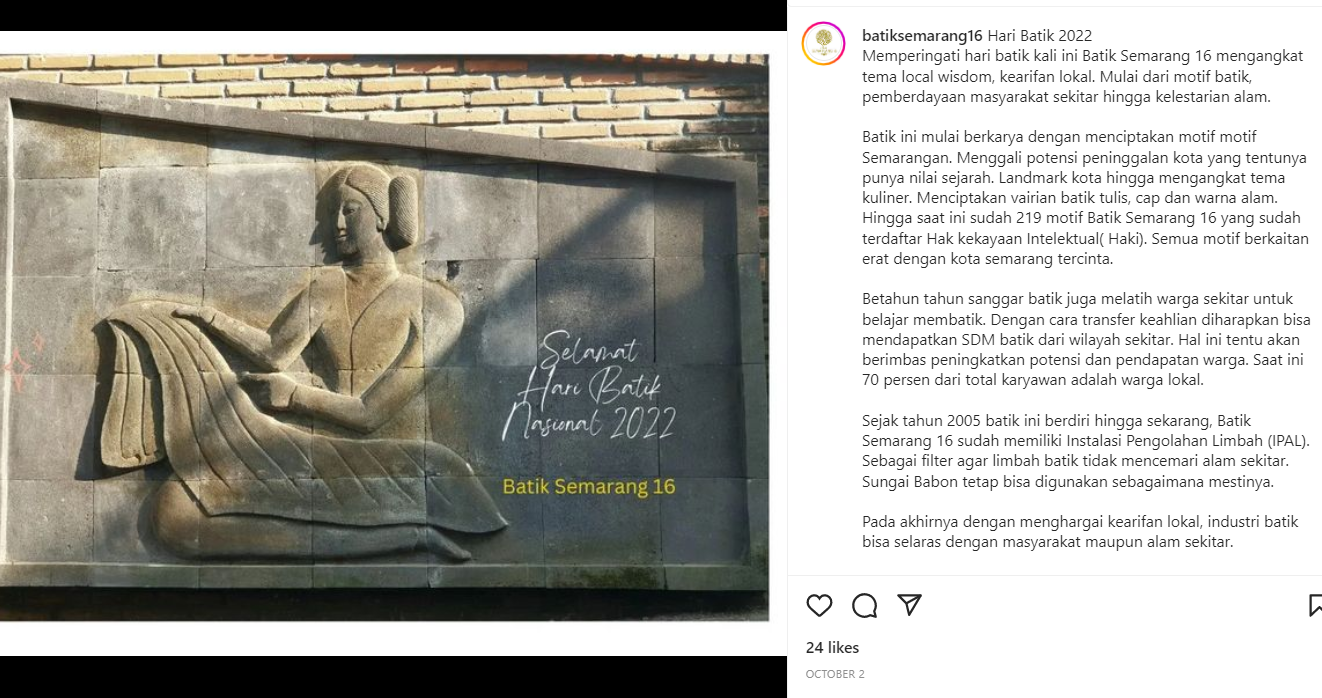 Selamat
Hari Batik
Nasional 2022
Batik Semarang 16
batiksemarang16 Hari Batik 2022
Memperingati hari batik kali ini Batik Semarang 16 mengangkat
tema local wisdom, kearifan lokal. Mulai dari motif batik,
pemberdayaan masyarakat sekitar hingga kelestarian alam.
Batik ini mulai berkarya dengan menciptakan motif motif
Semarangan. Menggali potensi peninggalan kota yang tentunya
punya nilai sejarah. Landmark kota hingga mengangkat tema
kuliner. Menciptakan vairian batik tulis, cap dan warna alam.
Hingga saat ini sudah 219 motif Batik Semarang 16 yang sudah
terdaftar Hak kekayaan Intelektual( Haki). Semua motif berkaitan
erat dengan kota semarang tercinta.
Betahun tahun sanggar batik juga melatih warga sekitar untuk
belajar membatik. Dengan cara transfer keahlian diharapkan bisa
mendapatkan SDM batik dari wilayah sekitar. Hal ini tentu akan
berimbas peningkatkan potensi dan pendapatan warga. Saat ini
70 persen dari total karyawan adalah warga lokal.
Sejak tahun 2005 batik ini berdiri hingga sekarang, Batik
Semarang 16 sudah memiliki Instalasi Pengolahan Limbah (IPAL).
Sebagai filter agar limbah batik tidak mencemari alam sekitar.
Sungai Babon tetap bisa digunakan sebagaimana mestinya.
Pada akhirnya dengan menghargai kearifan lokal, industri batik
bisa selaras dengan masyarakat maupun alam sekitar.
24 likes
OCTOBER 2